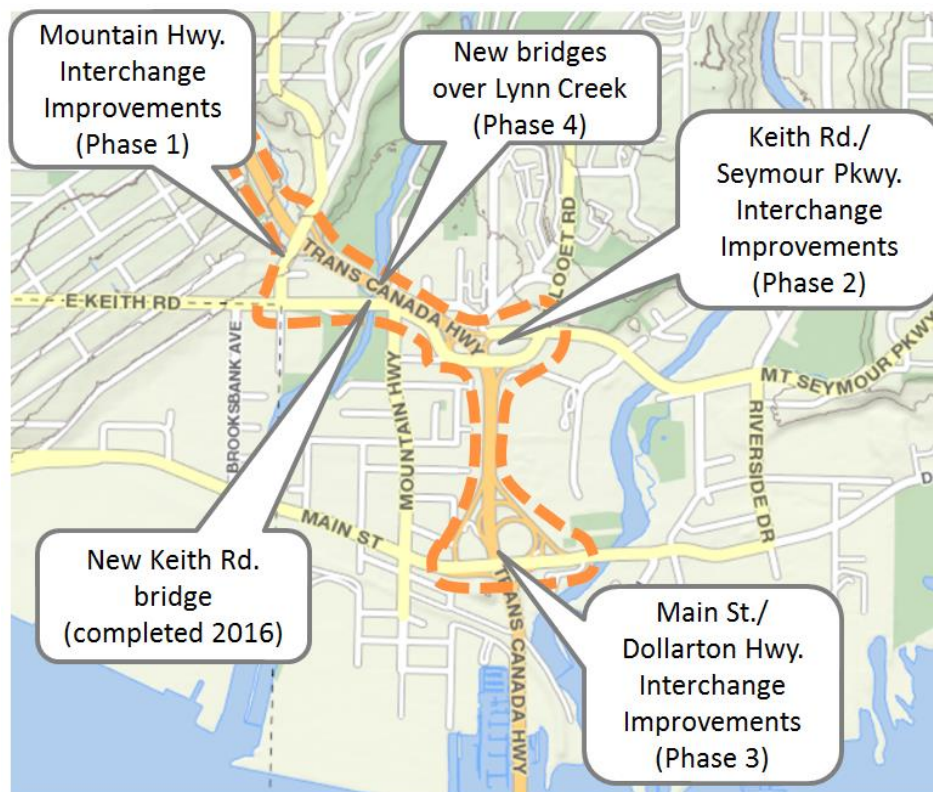 Mountain Hwy.
Interchange
Improvements
(Phase 1)
New bridges
over Lynn Creek
(Phase 4)
Keith Rd./
Seymour Pkwy.
Interchange
Improvements
(Phase 2)
TRANS CANADA HWY
LOOET RD
E KEITH RD
BROOKSBANK AVE
MOUNTAIN HWY
MT SEYMOUR PKWY
RIVERSIDE DR
MAIN ST
D
New Keith Rd.
bridge
(completed 2016)
TRANS CANADA HWY
Main St./
Dollarton Hwy.
Interchange
Improvements
(Phase 3)